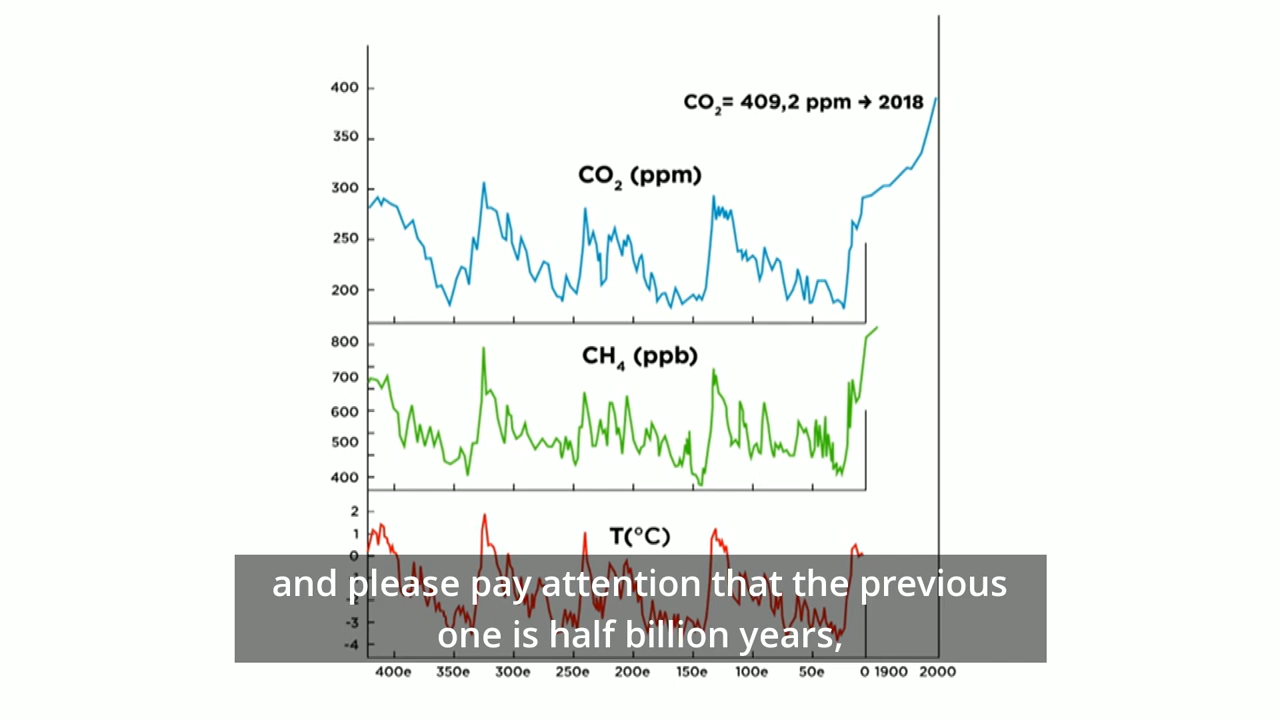 400
CO₂= 409,2 ppm → 2018
350
CO₂ (ppm)
300
250
200
800
CH₄ (ppb)
700
600
500
400
2
T(°C)
1
0
and please pay attention that the previous
one is half billion years,
-3
-4
400e 350e 300e 200e 200e 150e 100e 50e 0 1900 2000